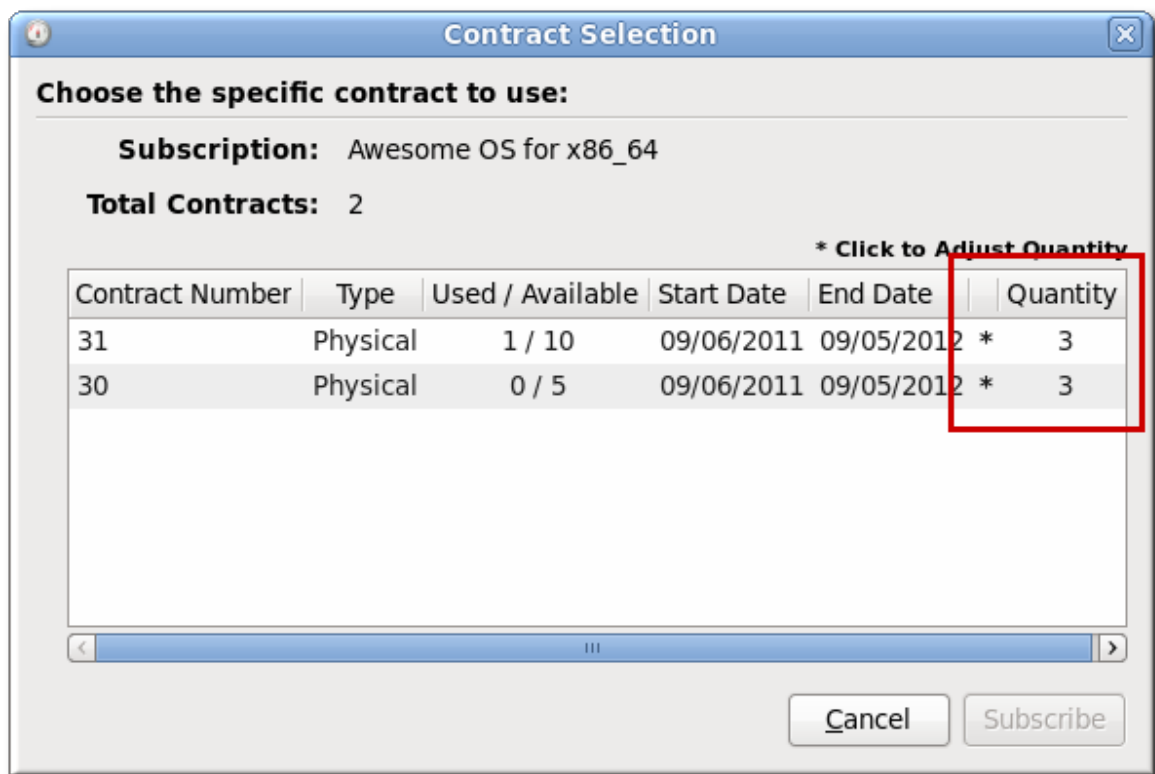 Contract Selection
Choose the specific contract to use:
Subscription: Awesome OS for x86_64
Total Contracts: 2
* Click to Adjust Quantity
Contract Number Type Used / Available Start Date End Date Quantity
31 Physical 1 / 10 09/06/2011 09/05/2012 * 3
30 Physical 0 / 5 09/06/2011 09/05/2012 * 3
Cancel Subscribe